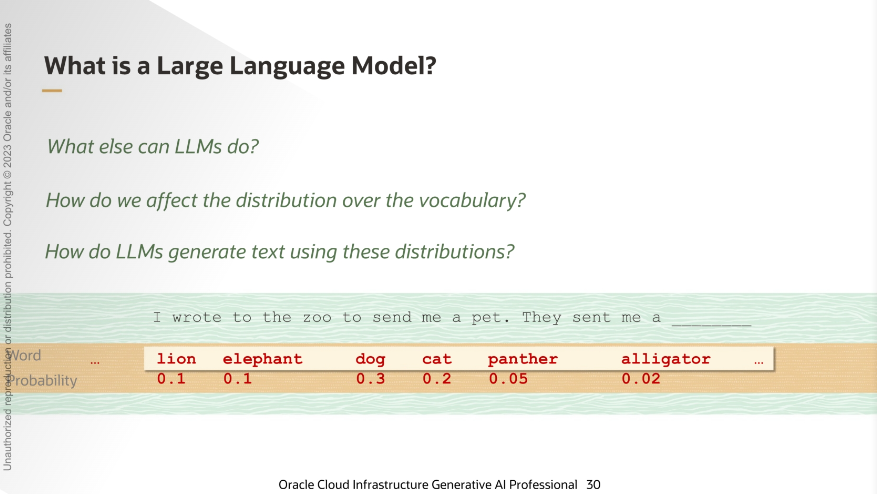 What is a Large Language Model?
What else can LLMs do?
How do we affect the distribution over the vocabulary?
How do LLMs generate text using these distributions?
I wrote to the zoo to send me a pet. They sent me a ________
Word ... lion elephant dog cat panther alligator ...
Probability 0.1 0.1 0.3 0.2 0.05 0.02
Oracle Cloud Infrastructure Generative AI Professional 30
Unauthorized reproduction or distribution prohibited. Copyright © 2023 Oracle and/or its affiliates